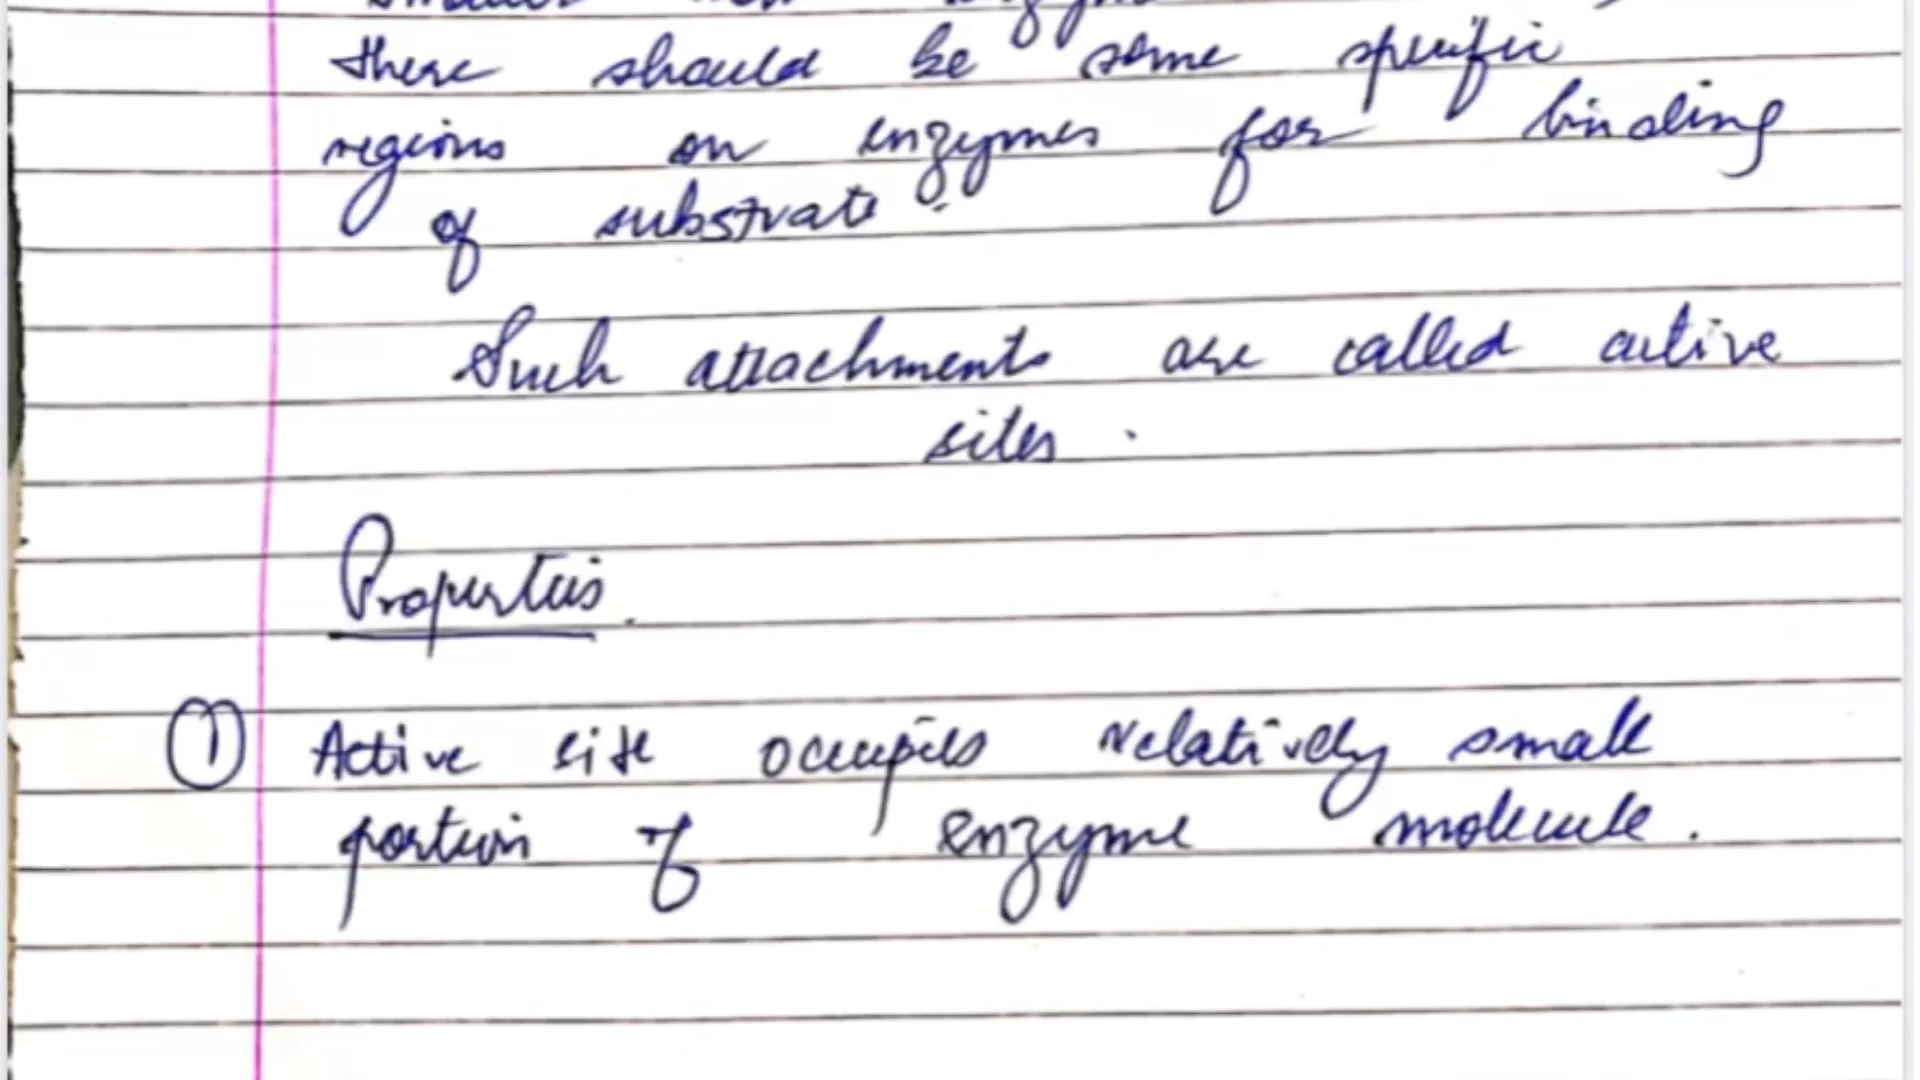 there should be some specific
regions on enzymes for binding
of substrate.
Such attachments are called active
sites.
Properties.
① Active site occupies relatively small
portion of enzyme molecule.